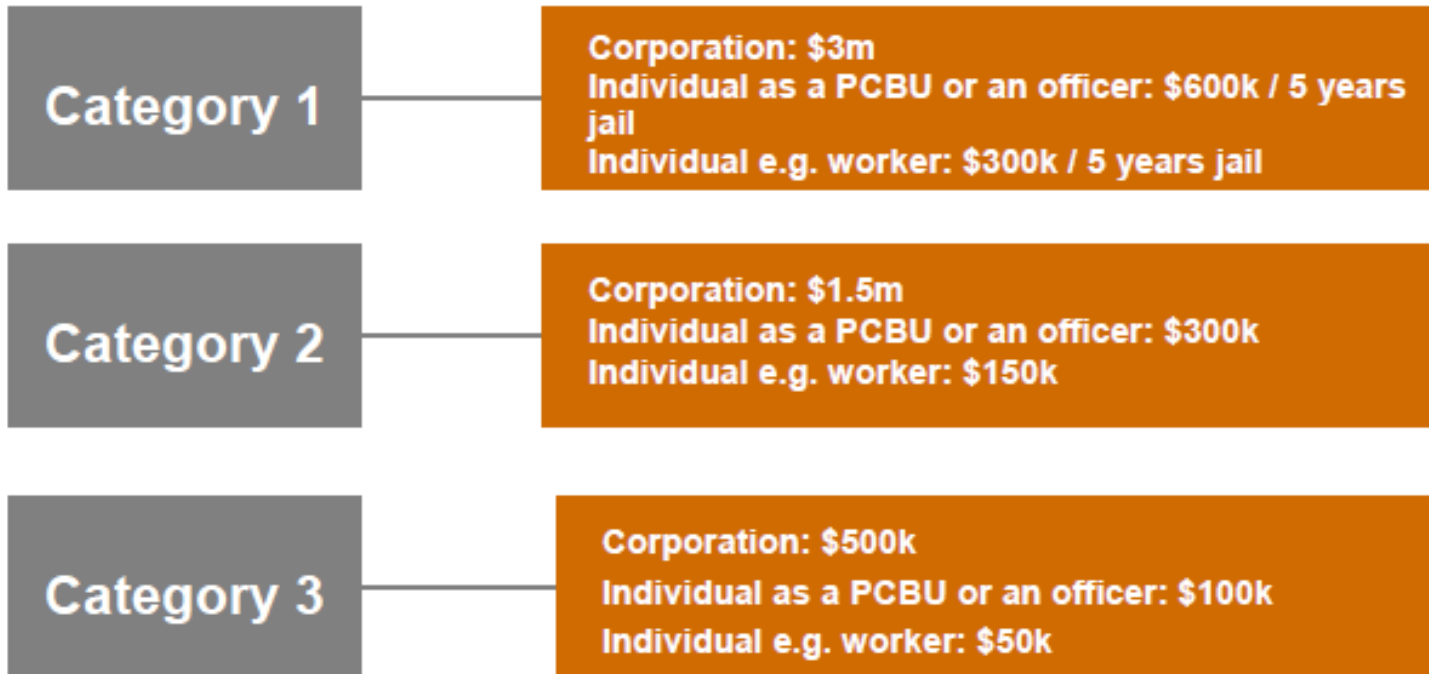 Category 1
Corporation: $3m
Individual as a PCBU or an officer: $600k / 5 years
jail
Individual e.g. worker: $300k / 5 years jail
Category 2
Corporation: $1.5m
Individual as a PCBU or an officer: $300k
Individual e.g. worker: $150k
Category 3
Corporation: $500k
Individual as a PCBU or an officer: $100k
Individual e.g. worker: $50k